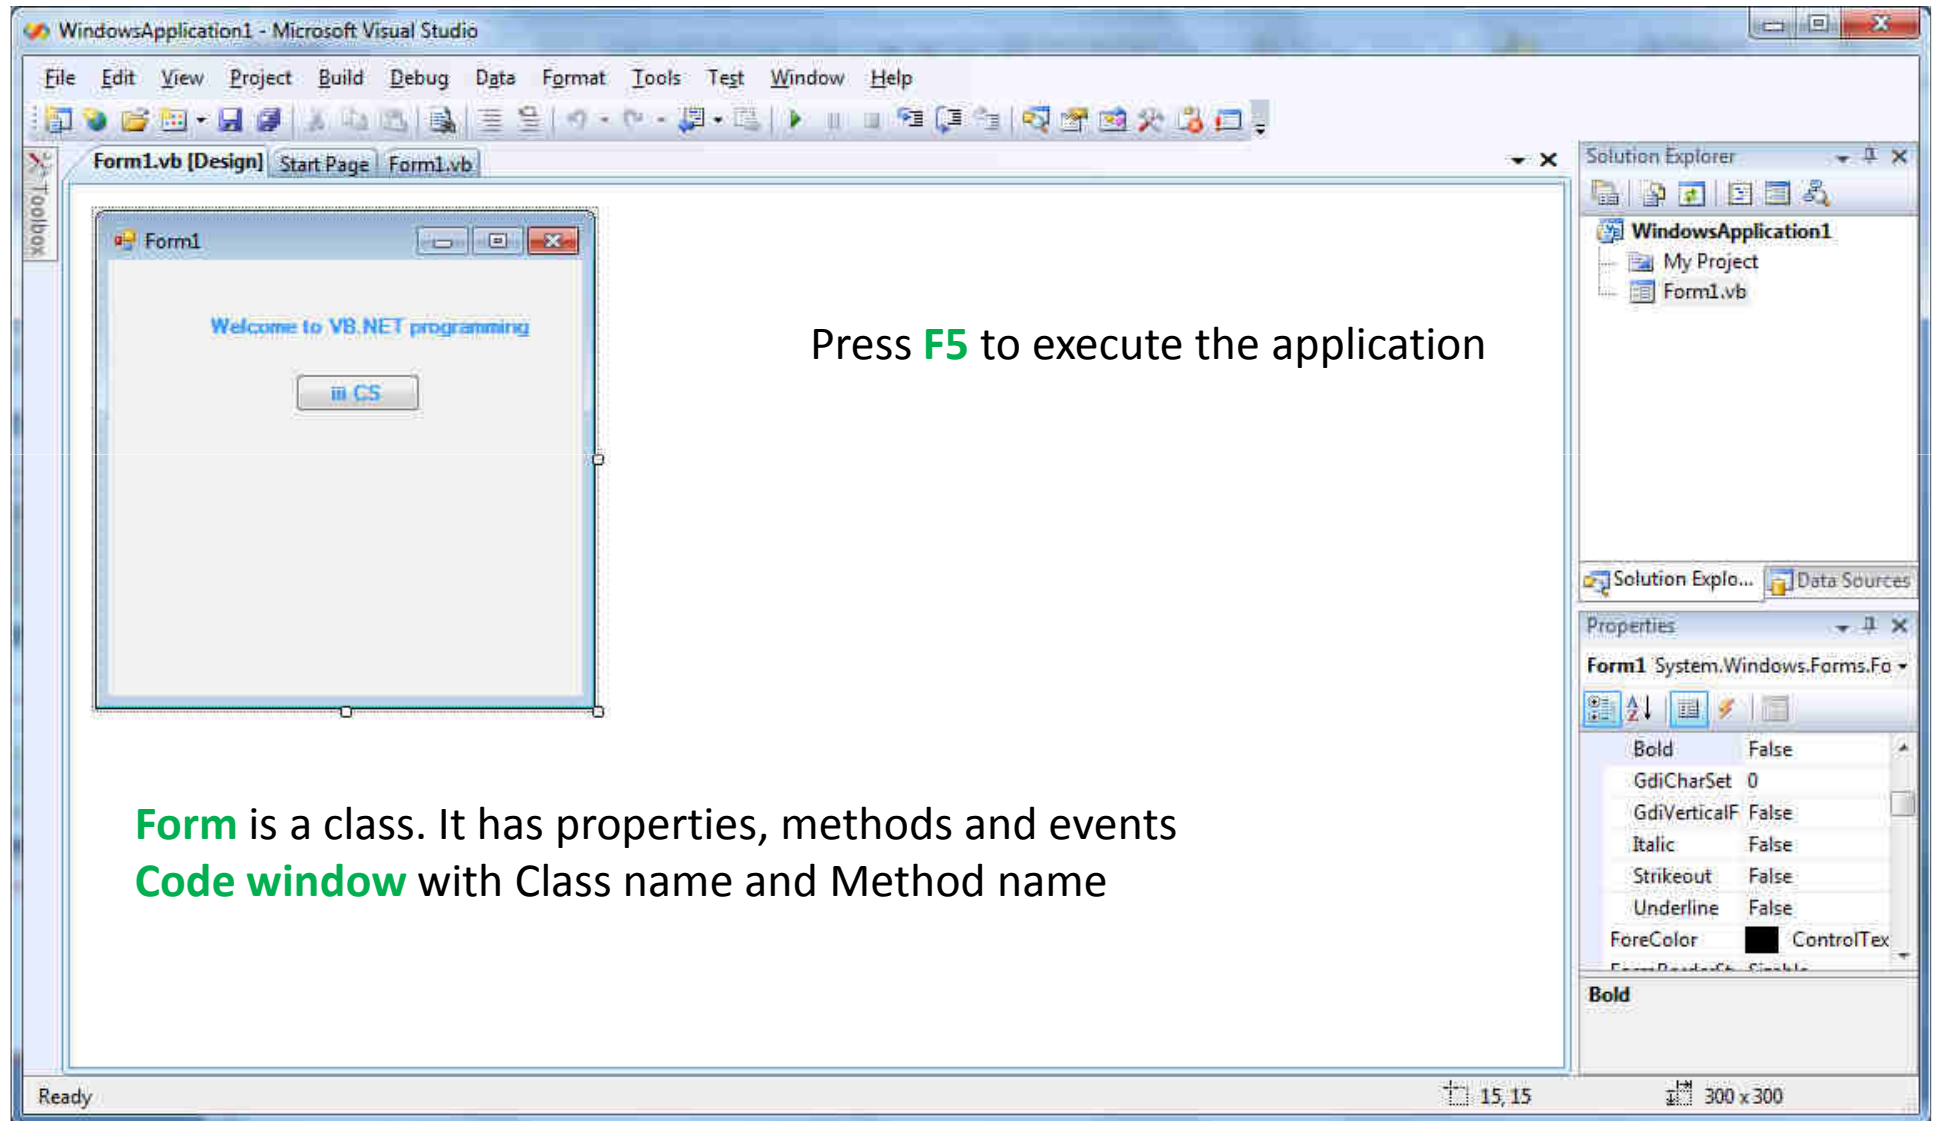 WindowsApplication1 - Microsoft Visual Studio
File Edit View Project Build Debug Data Format Tools Test Window Help
Form1.vb [Design] Start Page Form1.vb
Toolbox
Form1
Welcome to VB.NET programming
iii CS
Press F5 to execute the application
Form is a class. It has properties, methods and events
Code window with Class name and Method name
Solution Explorer
WindowsApplication1
My Project
Form1.vb
Solution Explo... Data Sources
Properties
Form1 System.Windows.Forms.Fo
Bold False
GdiCharSet 0
GdiVerticalF False
Italic False
Strikeout False
Underline False
ForeColor ControlTex
FormBorderSt Sizable
Bold
Ready 15, 15 300 x 300